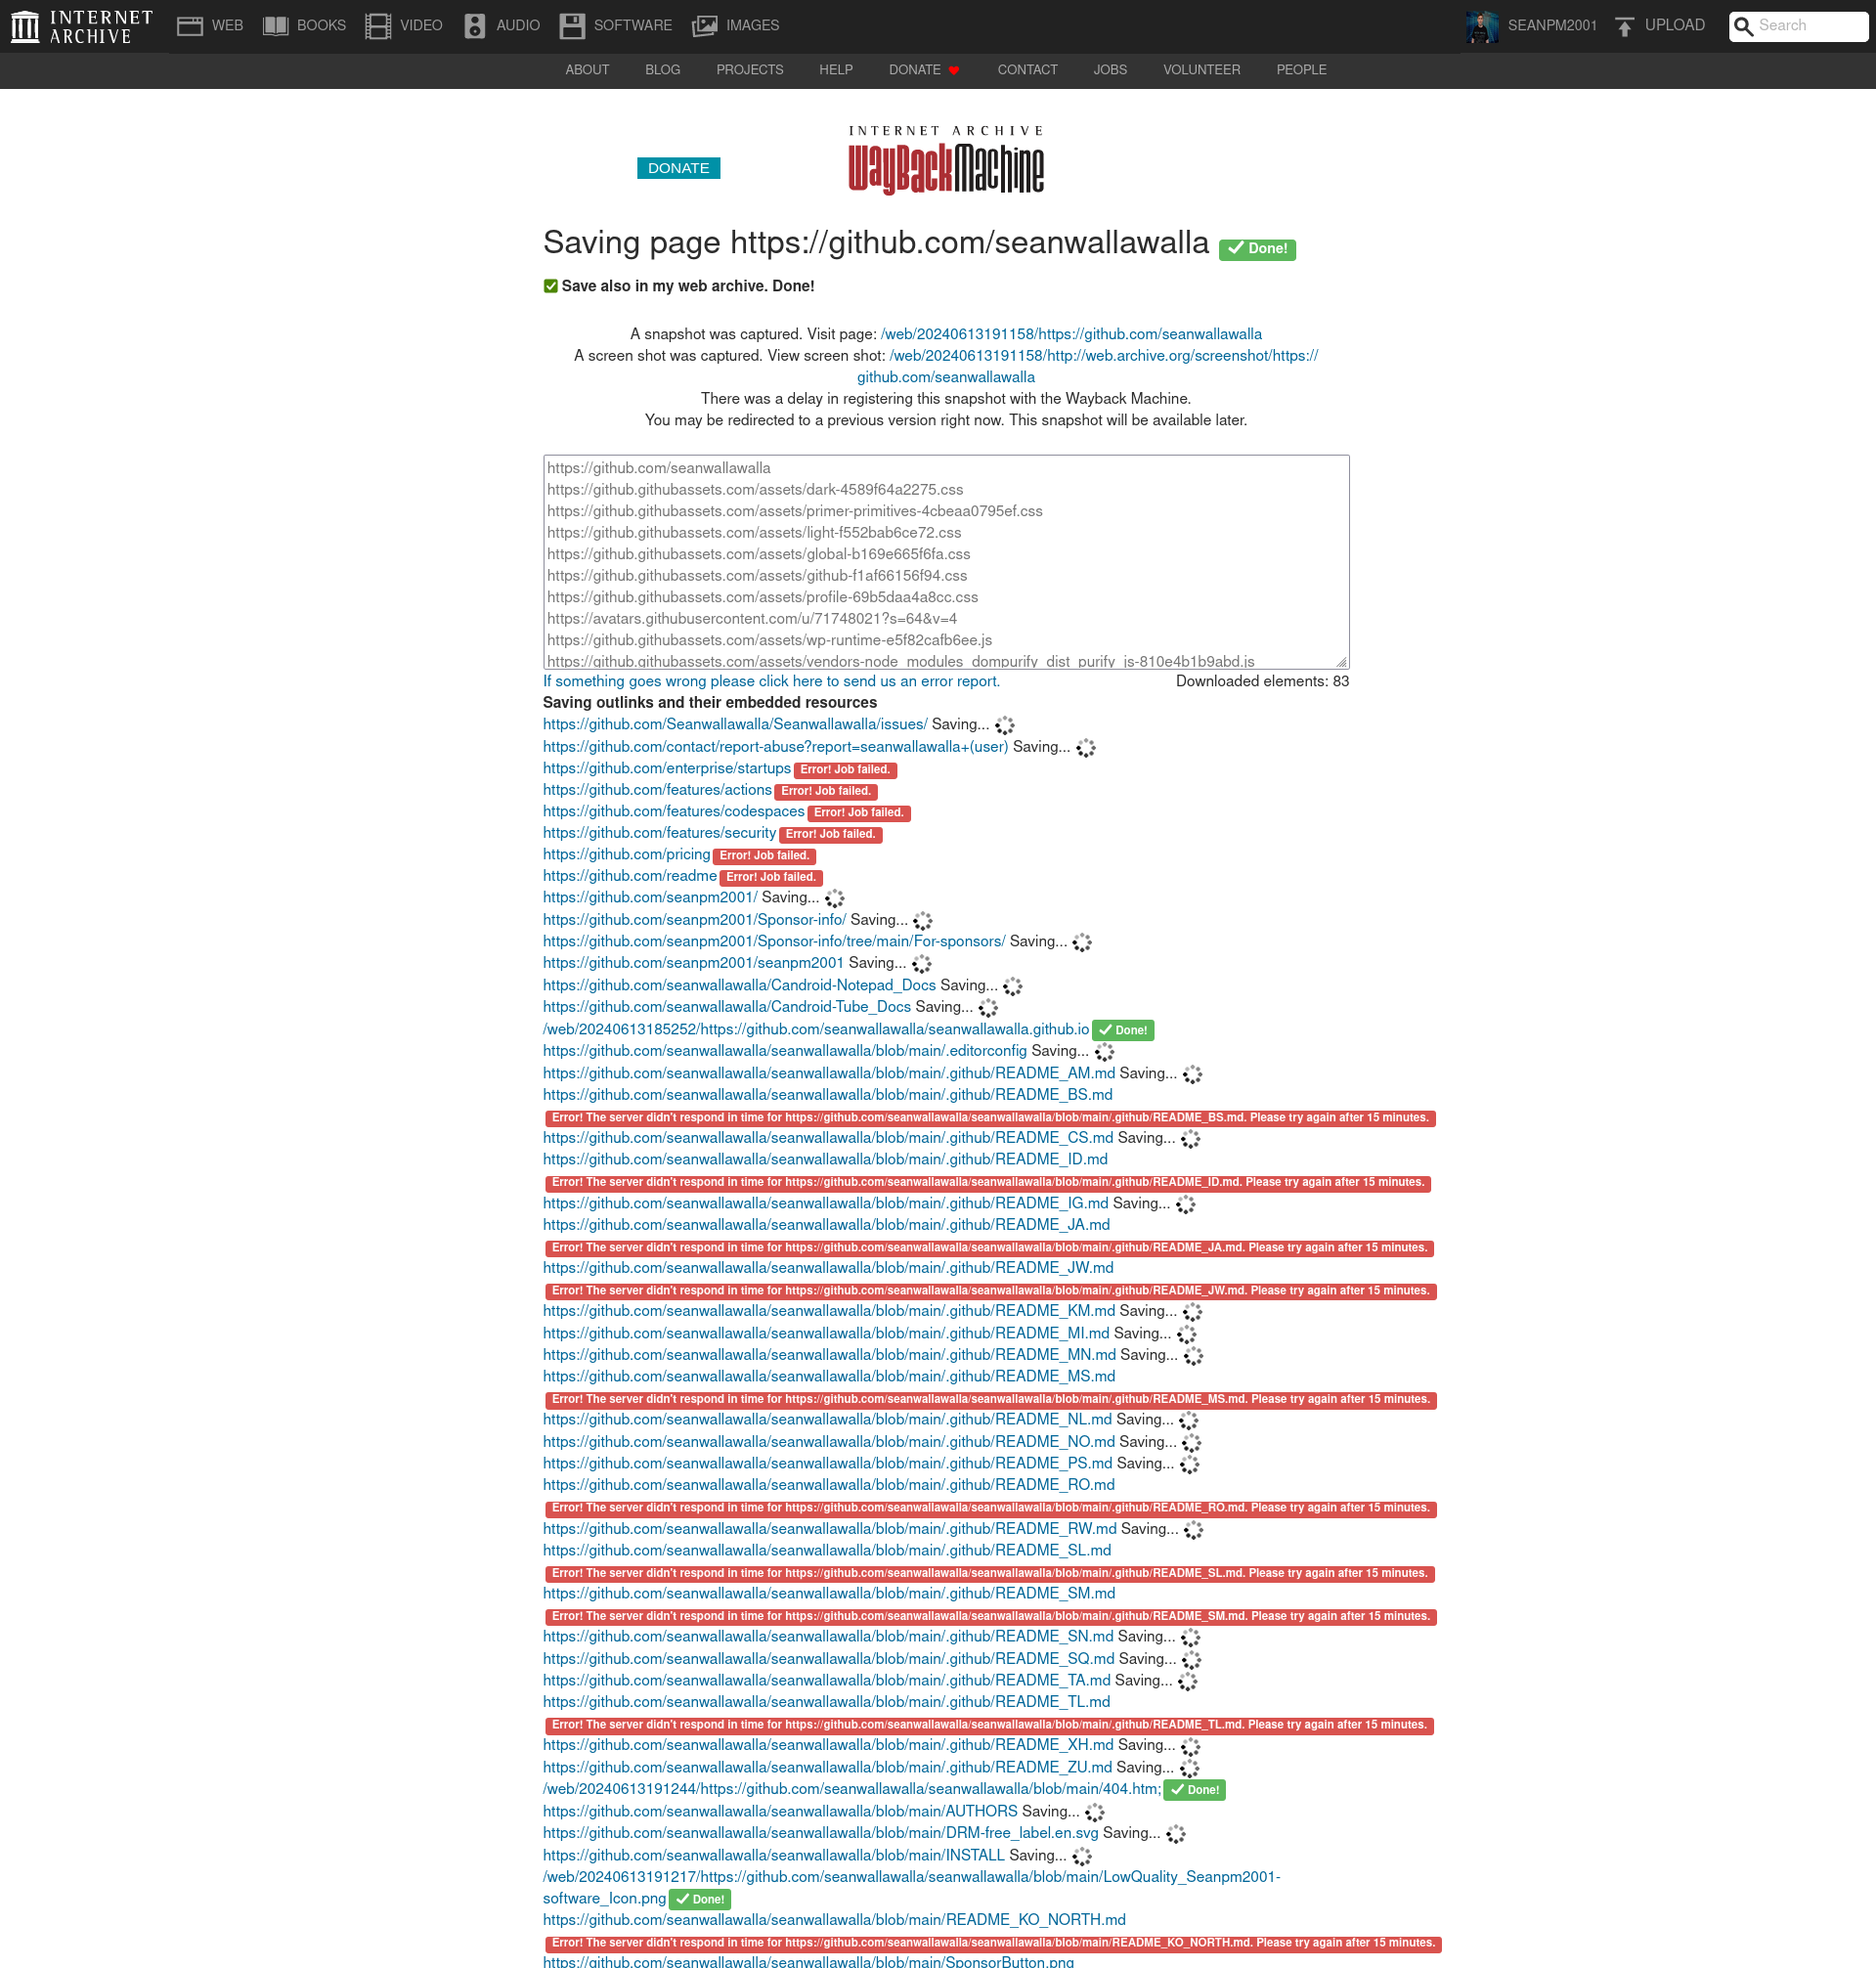 INTERNET ARCHIVE
WEB BOOKS VIDEO AUDIO SOFTWARE IMAGES SEANPM2001 UPLOAD Search
ABOUT BLOG PROJECTS HELP DONATE CONTACT JOBS VOLUNTEER PEOPLE
INTERNET ARCHIVE
DONATE
WayBackMachine
Saving page https://github.com/seanwallawalla Done!
Save also in my web archive. Done!
A snapshot was captured. Visit page: /web/20240613191158/https://github.com/seanwallawalla
A screen shot was captured. View screen shot: /web/20240613191158/http://web.archive.org/screenshot/https://
github.com/seanwallawalla
There was a delay in registering this snapshot with the Wayback Machine.
You may be redirected to a previous version right now. This snapshot will be available later.
https://github.com/seanwallawalla
https://github.githubassets.com/assets/dark-4589f64a2275.css
https://github.githubassets.com/assets/primer-primitives-4cbeaa0795ef.css
https://github.githubassets.com/assets/light-f552bab6ce72.css
https://github.githubassets.com/assets/global-b169e665f6fa.css
https://github.githubassets.com/assets/github-f1af66156f94.css
https://github.githubassets.com/assets/profile-69b5daa4a8cc.css
https://avatars.githubusercontent.com/u/71748021?s=64&v=4
https://github.githubassets.com/assets/wp-runtime-e5f82cafb6ee.js
https://github.githubassets.com/assets/vendors-node_modules_dompurify_dist_purify_js-810e4b1b9abd.js
If something goes wrong please click here to send us an error report. Downloaded elements: 83
Saving outlinks and their embedded resources
https://github.com/Seanwallawalla/Seanwallawalla/issues/ Saving...
https://github.com/contact/report-abuse?report=seanwallawalla+(user) Saving...
https://github.com/enterprise/startups Error! Job failed.
https://github.com/features/actions Error! Job failed.
https://github.com/features/codespaces Error! Job failed.
https://github.com/features/security Error! Job failed.
https://github.com/pricing Error! Job failed.
https://github.com/readme Error! Job failed.
https://github.com/seanpm2001/ Saving...
https://github.com/seanpm2001/Sponsor-info/ Saving...
https://github.com/seanpm2001/Sponsor-info/tree/main/For-sponsors/ Saving...
https://github.com/seanpm2001/seanpm2001 Saving...
https://github.com/seanwallawalla/Candroid-Notepad_Docs Saving...
https://github.com/seanwallawalla/Candroid-Tube_Docs Saving...
/web/20240613185252/https://github.com/seanwallawalla/seanwallawalla.github.io Done!
https://github.com/seanwallawalla/seanwallawalla/blob/main/.editorconfig Saving...
https://github.com/seanwallawalla/seanwallawalla/blob/main/.github/README_AM.md Saving...
https://github.com/seanwallawalla/seanwallawalla/blob/main/.github/README_BS.md
Error! The server didn't respond in time for https://github.com/seanwallawalla/seanwallawalla/blob/main/.github/README_BS.md. Please try again after 15 minutes.
https://github.com/seanwallawalla/seanwallawalla/blob/main/.github/README_CS.md Saving...
https://github.com/seanwallawalla/seanwallawalla/blob/main/.github/README_ID.md
Error! The server didn't respond in time for https://github.com/seanwallawalla/seanwallawalla/blob/main/.github/README_ID.md. Please try again after 15 minutes.
https://github.com/seanwallawalla/seanwallawalla/blob/main/.github/README_IG.md Saving...
https://github.com/seanwallawalla/seanwallawalla/blob/main/.github/README_JA.md
Error! The server didn't respond in time for https://github.com/seanwallawalla/seanwallawalla/blob/main/.github/README_JA.md. Please try again after 15 minutes.
https://github.com/seanwallawalla/seanwallawalla/blob/main/.github/README_JW.md
Error! The server didn't respond in time for https://github.com/seanwallawalla/seanwallawalla/blob/main/.github/README_JW.md. Please try again after 15 minutes.
https://github.com/seanwallawalla/seanwallawalla/blob/main/.github/README_KM.md Saving...
https://github.com/seanwallawalla/seanwallawalla/blob/main/.github/README_MI.md Saving...
https://github.com/seanwallawalla/seanwallawalla/blob/main/.github/README_MN.md Saving...
https://github.com/seanwallawalla/seanwallawalla/blob/main/.github/README_MS.md
Error! The server didn't respond in time for https://github.com/seanwallawalla/seanwallawalla/blob/main/.github/README_MS.md. Please try again after 15 minutes.
https://github.com/seanwallawalla/seanwallawalla/blob/main/.github/README_NL.md Saving...
https://github.com/seanwallawalla/seanwallawalla/blob/main/.github/README_NO.md Saving...
https://github.com/seanwallawalla/seanwallawalla/blob/main/.github/README_PS.md Saving...
https://github.com/seanwallawalla/seanwallawalla/blob/main/.github/README_RO.md
Error! The server didn't respond in time for https://github.com/seanwallawalla/seanwallawalla/blob/main/.github/README_RO.md. Please try again after 15 minutes.
https://github.com/seanwallawalla/seanwallawalla/blob/main/.github/README_RW.md Saving...
https://github.com/seanwallawalla/seanwallawalla/blob/main/.github/README_SL.md
Error! The server didn't respond in time for https://github.com/seanwallawalla/seanwallawalla/blob/main/.github/README_SL.md. Please try again after 15 minutes.
https://github.com/seanwallawalla/seanwallawalla/blob/main/.github/README_SM.md
Error! The server didn't respond in time for https://github.com/seanwallawalla/seanwallawalla/blob/main/.github/README_SM.md. Please try again after 15 minutes.
https://github.com/seanwallawalla/seanwallawalla/blob/main/.github/README_SN.md Saving...
https://github.com/seanwallawalla/seanwallawalla/blob/main/.github/README_SQ.md Saving...
https://github.com/seanwallawalla/seanwallawalla/blob/main/.github/README_TA.md Saving...
https://github.com/seanwallawalla/seanwallawalla/blob/main/.github/README_TL.md
Error! The server didn't respond in time for https://github.com/seanwallawalla/seanwallawalla/blob/main/.github/README_TL.md. Please try again after 15 minutes.
https://github.com/seanwallawalla/seanwallawalla/blob/main/.github/README_XH.md Saving...
https://github.com/seanwallawalla/seanwallawalla/blob/main/.github/README_ZU.md Saving...
/web/20240613191244/https://github.com/seanwallawalla/seanwallawalla/blob/main/404.htm; Done!
https://github.com/seanwallawalla/seanwallawalla/blob/main/AUTHORS Saving...
https://github.com/seanwallawalla/seanwallawalla/blob/main/DRM-free_label.en.svg Saving...
https://github.com/seanwallawalla/seanwallawalla/blob/main/INSTALL Saving...
/web/20240613191217/https://github.com/seanwallawalla/seanwallawalla/blob/main/LowQuality_Seanpm2001-
software_Icon.png Done!
https://github.com/seanwallawalla/seanwallawalla/blob/main/README_KO_NORTH.md
Error! The server didn't respond in time for https://github.com/seanwallawalla/seanwallawalla/blob/main/README_KO_NORTH.md. Please try again after 15 minutes.
https://github.com/seanwallawalla/seanwallawalla/blob/main/SponsorButton.png